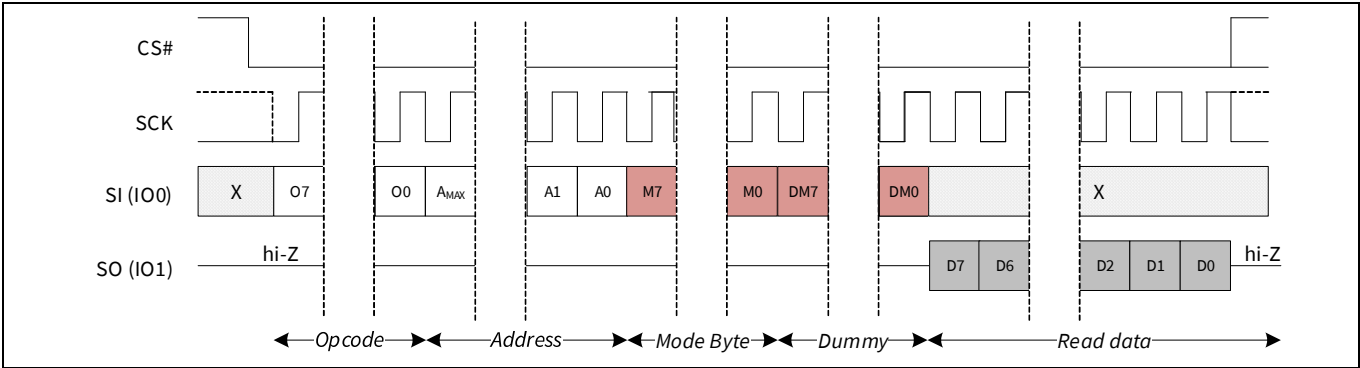 CS#
SCK
SI (IO0) X O7 O0 AMAX A1 A0 M7 M0 DM7 DM0 X
hi-Z hi-Z
SO (IO1) D7 D6 D2 D1 D0
Opcode Address Mode Byte Dummy Read data